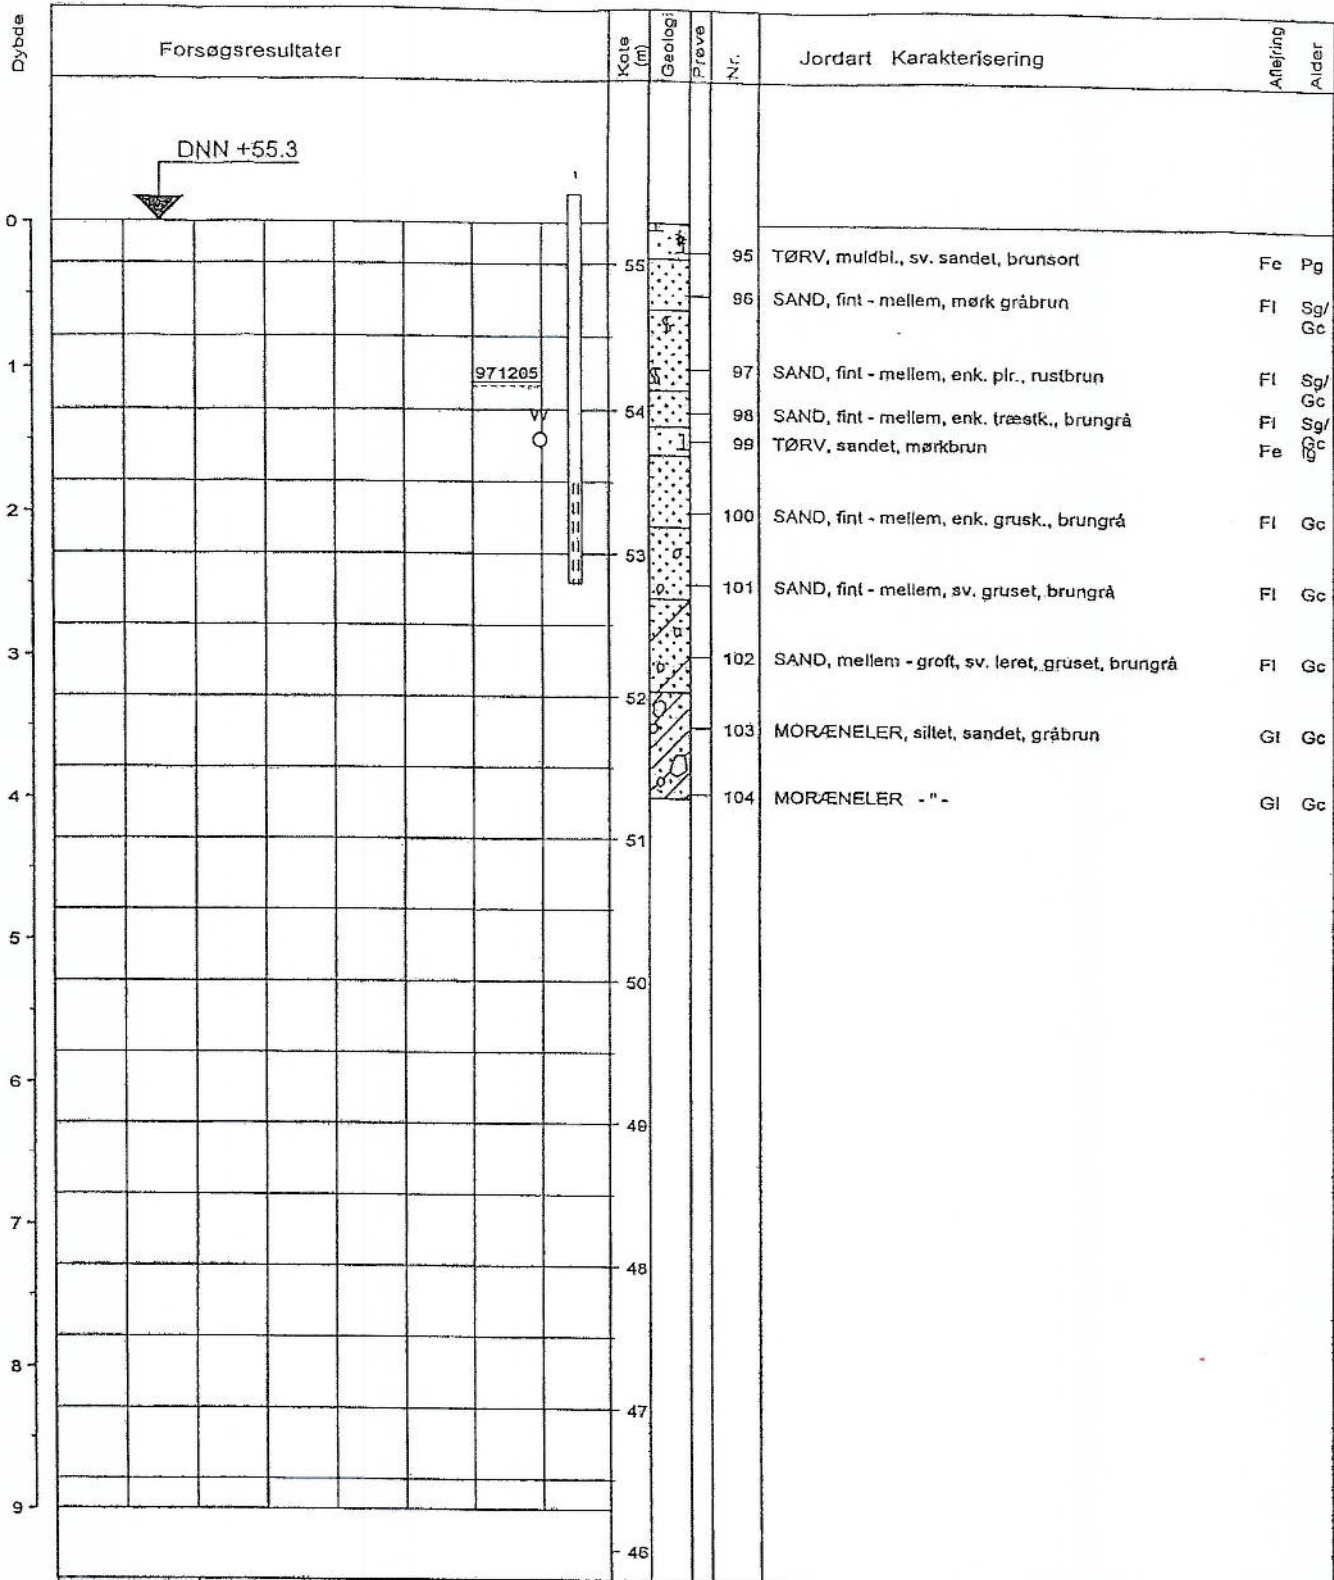 Dybde Forsøgsresultater Kote (m) Geologi Prøve Nr. Jordart Karakterisering Aflejring Alder
DNN +55.3
0
55
95 TØRV, muldbl., sv. sandet, brunsort Fe Pg
96 SAND, fint - mellem, mørk gråbrun Fl Sg/
Gc
1
971205
97 SAND, fint - mellem, enk. plr., rustbrun Fl Sg/
Gc
54
98 SAND, fint - mellem, enk. træstk., brungrå Fl Sg/
Gc
W
99 TØRV, sandet, mørkbrun Fe Ig
2
100 SAND, fint - mellem, enk. grusk., brungrå Fl Gc
53
101 SAND, fint - mellem, sv. gruset, brungrå Fl Gc
3
102 SAND, mellem - groft, sv. leret, gruset, brungrå Fl Gc
52
103 MORÆNELER, siltet, sandet, gråbrun Gl Gc
4
104 MORÆNELER - " - Gl Gc
51
5
50
6
49
7
48
8
47
9
46